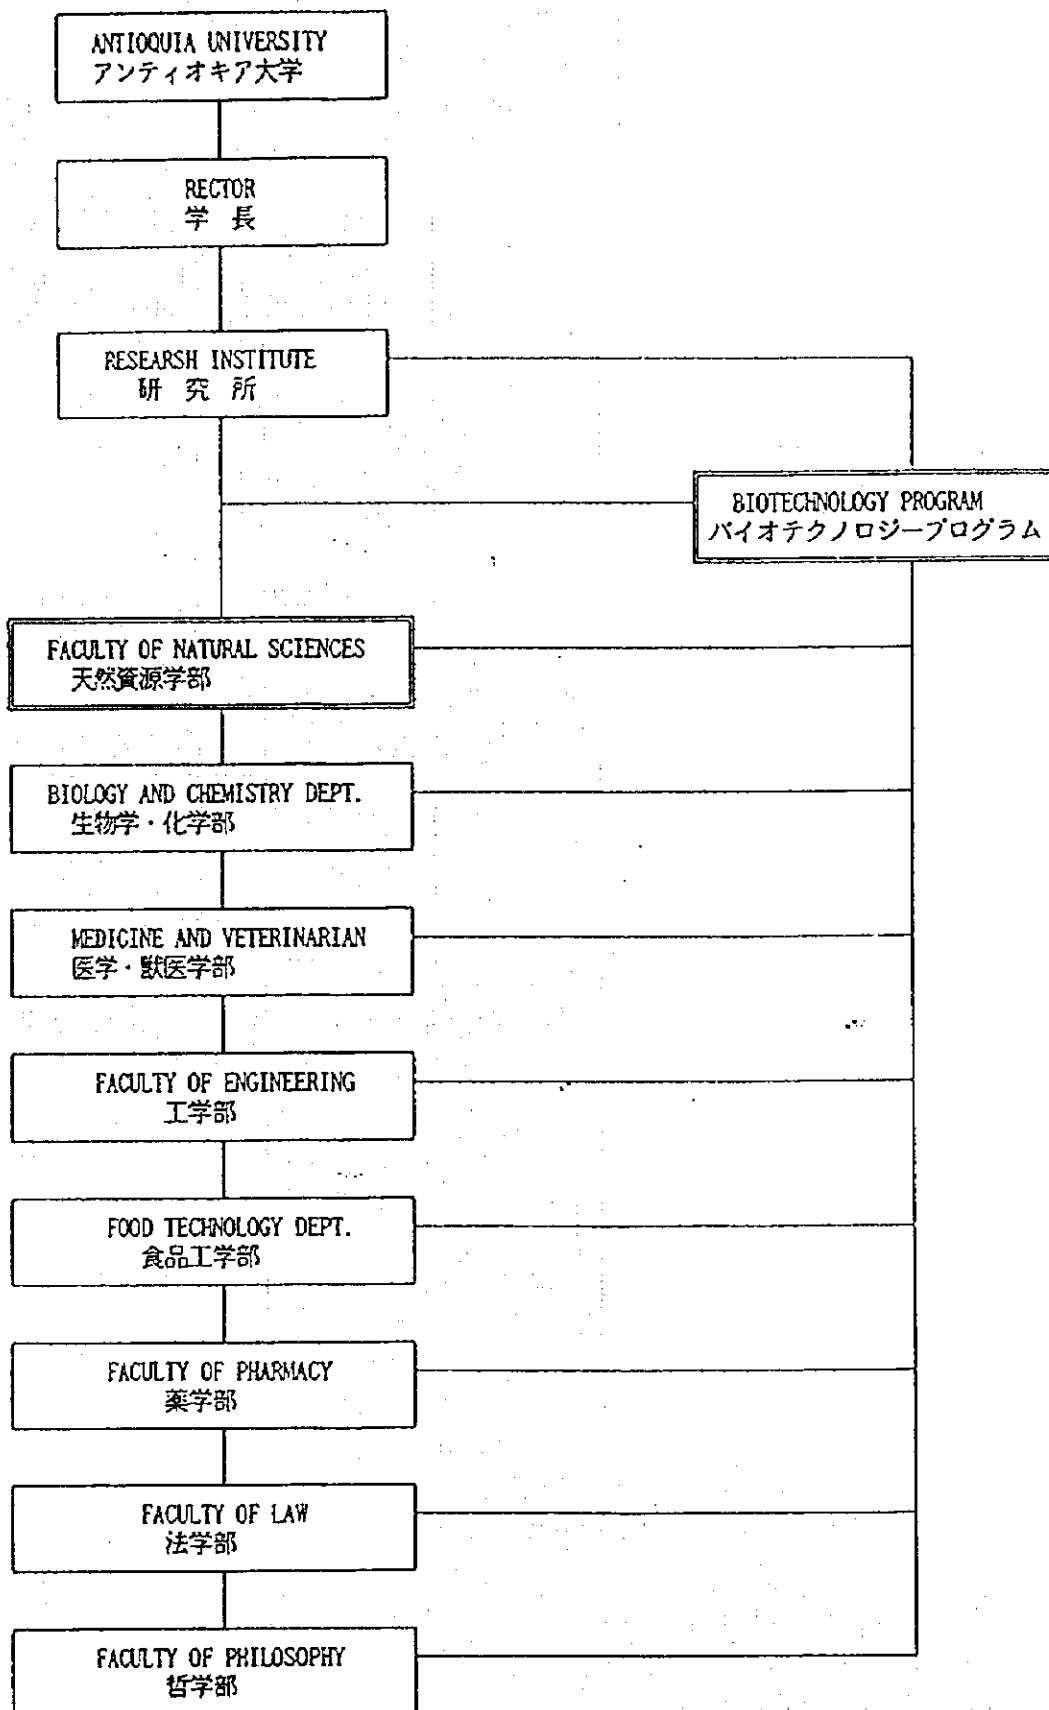 ANTIOQUIA UNIVERSITY
アンティオキア大学
RECTOR
学 長
RESEARSH INSTITUTE
研 究 所
BIOTECHNOLOGY PROGRAM
バイオテクノロジープログラム
FACULTY OF NATURAL SCIENCES
天然資源学部
BIOLOGY AND CHEMISTRY DEPT.
生物学・化学部
MEDICINE AND VETERINARIAN
医学・獣医学部
FACULTY OF ENGINEERING
工学部
FOOD TECHNOLOGY DEPT.
食品工学部
FACULTY OF PHARMACY
薬学部
FACULTY OF LAW
法学部
FACULTY OF PHILOSOPHY
哲学部